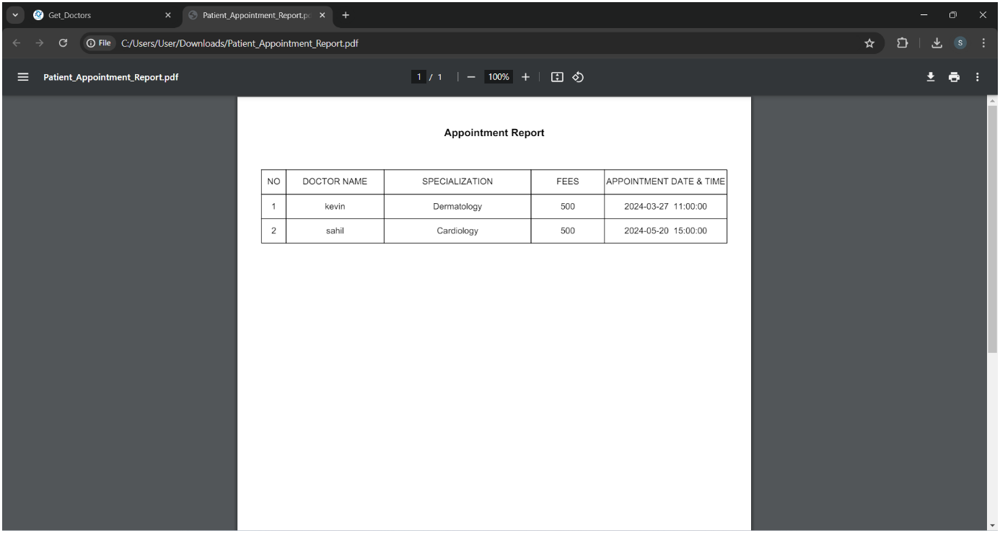 Get_Doctors
Patient_Appointment_Report.pd
File C:/Users/User/Downloads/Patient_Appointment_Report.pdf S
Patient_Appointment_Report.pdf 1 / 1 100%
Appointment Report
NO DOCTOR NAME SPECIALIZATION FEES APPOINTMENT DATE & TIME
1 kevin Dermatology 500 2024-03-27 11:00:00
2 sahil Cardiology 500 2024-05-20 15:00:00